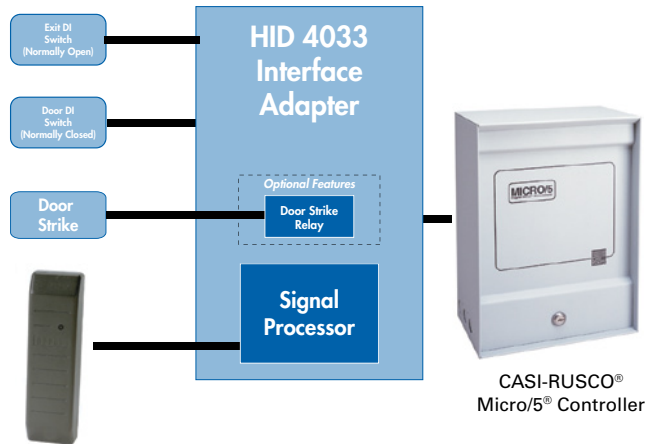 Exit DI
Switch
(Normally Open)
HID 4033
Interface
Adapter
Door DI
Switch
(Normally Closed)
Optional Features
Door
Strike
Door Strike
Relay
MICRO/5
Signal
Processor
CASI-RUSCO®
Micro/5® Controller